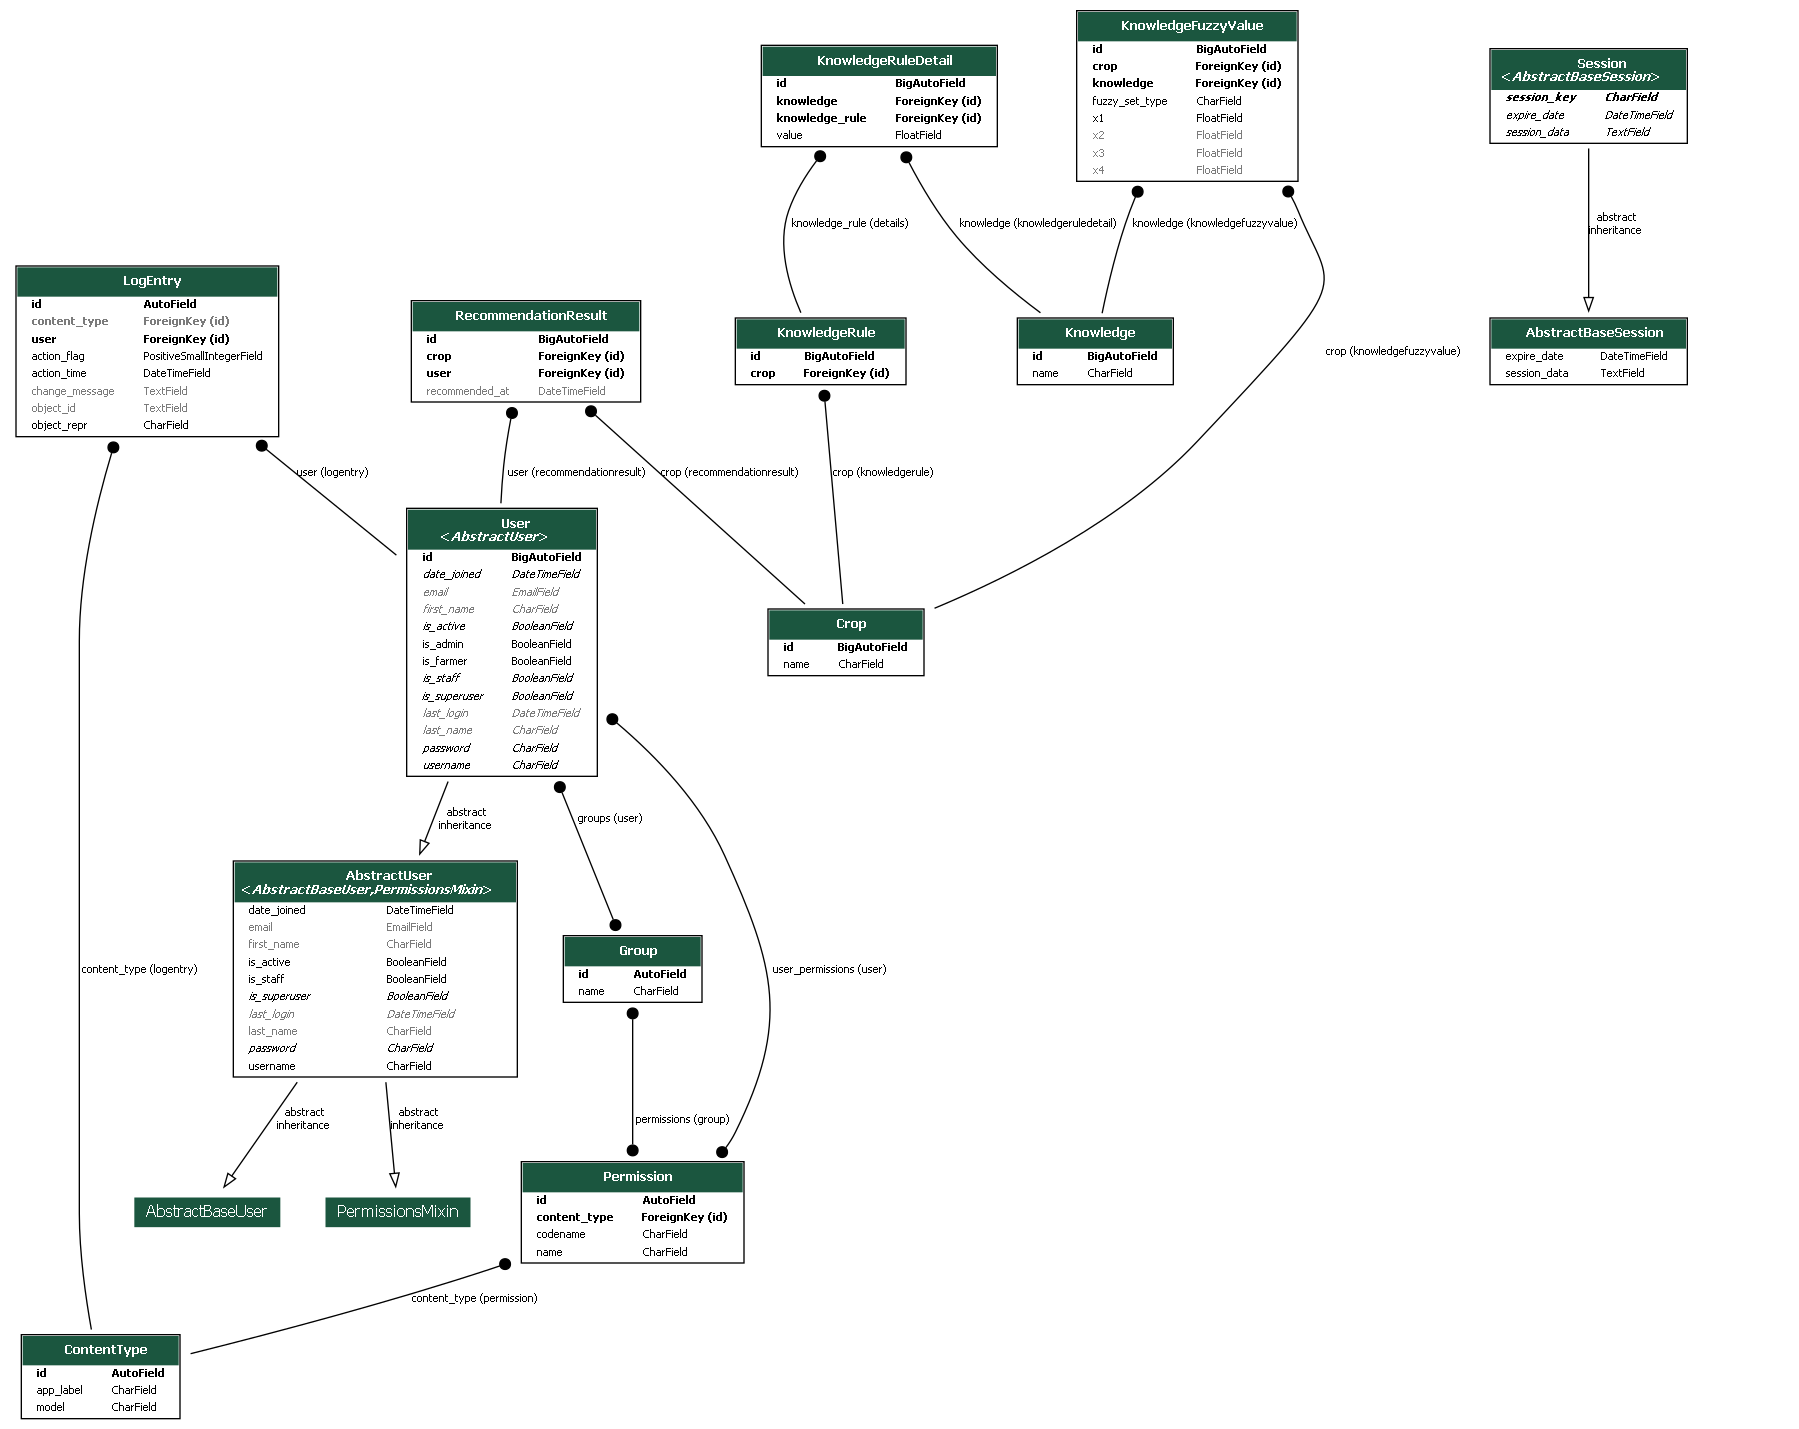 KnowledgeFuzzyValue
id BigAutoField
crop ForeignKey (id)
knowledge ForeignKey (id)
fuzzy_set_type CharField
x1 FloatField
x2 FloatField
x3 FloatField
x4 FloatField
KnowledgeRuleDetail
id BigAutoField
knowledge ForeignKey (id)
knowledge_rule ForeignKey (id)
value FloatField
Session
<AbstractBaseSession>
session_key CharField
expire_date DateTimeField
session_data TextField
knowledge_rule (details)
knowledge (knowledgeruledetail)
knowledge (knowledgefuzzyvalue)
abstract
inheritance
LogEntry
id AutoField
content_type ForeignKey (id)
user ForeignKey (id)
action_flag PositiveSmallIntegerField
action_time DateTimeField
change_message TextField
object_id TextField
object_repr CharField
RecommendationResult
id BigAutoField
crop ForeignKey (id)
user ForeignKey (id)
recommended_at DateTimeField
KnowledgeRule
id BigAutoField
crop ForeignKey (id)
Knowledge
id BigAutoField
name CharField
crop (knowledgefuzzyvalue)
AbstractBaseSession
expire_date DateTimeField
session_data TextField
user (logentry)
user (recommendationresult)
crop (recommendationresult)
crop (knowledgerule)
User
<AbstractUser>
id BigAutoField
date_joined DateTimeField
email EmailField
first_name CharField
is_active BooleanField
is_admin BooleanField
is_farmer BooleanField
is_staff BooleanField
is_superuser BooleanField
last_login DateTimeField
last_name CharField
password CharField
username CharField
Crop
id BigAutoField
name CharField
abstract
inheritance
groups (user)
AbstractUser
<AbstractBaseUser,PermissionsMixin>
date_joined DateTimeField
email EmailField
first_name CharField
is_active BooleanField
is_staff BooleanField
is_superuser BooleanField
last_login DateTimeField
last_name CharField
password CharField
username CharField
Group
id AutoField
name CharField
content_type (logentry)
user_permissions (user)
abstract
inheritance
abstract
inheritance
permissions (group)
AbstractBaseUser
PermissionsMixin
Permission
id AutoField
content_type ForeignKey (id)
codename CharField
name CharField
content_type (permission)
ContentType
id AutoField
app_label CharField
model CharField